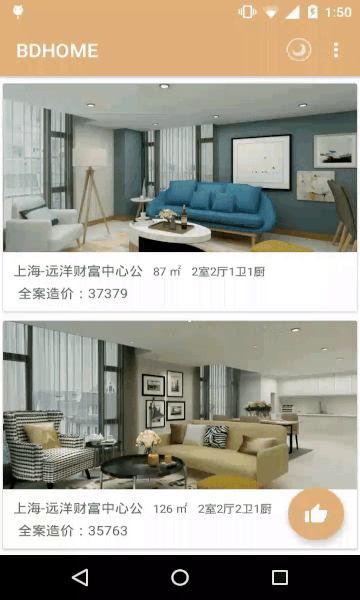 1:50
BDHOME
上海-远洋财富中心公 87 ㎡ 2室2厅1卫1厨
全案造价：37379
上海-远洋财富中心公 126 ㎡ 2室2厅2卫1厨
全案造价：35763